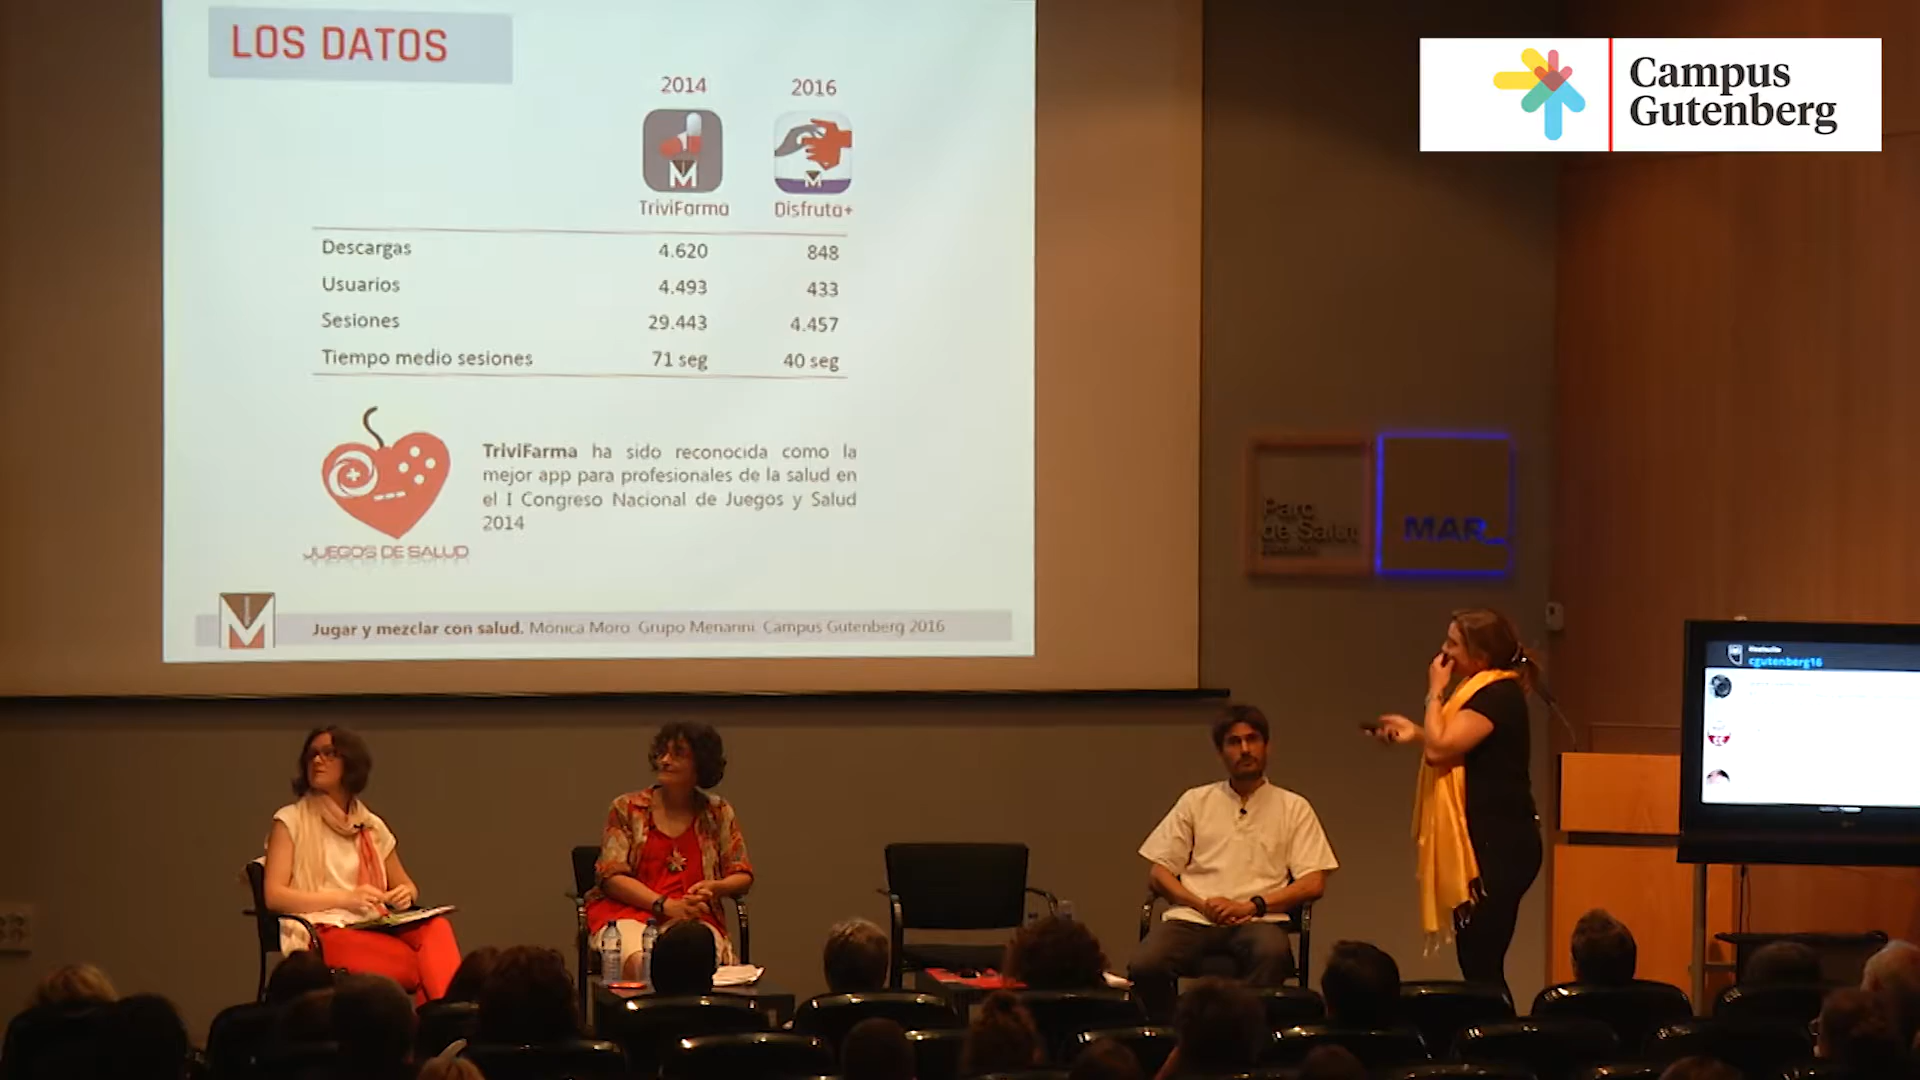 LOS DATOS
2014 2016
TriviFarma Disfruta+
Descargas 4.620 848
Usuarios 4.493 433
Sesiones 29.443 4.457
Tiempo medio sesiones 71 seg 40 seg
TriviFarma ha sido reconocida como la
mejor app para profesionales de la salud en
el I Congreso Nacional de Juegos y Salud
2014
JUEGOS DE SALUD
M
Jugar y mezclar con salud. Mónica Moro. Grupo Menarini. Campus Gutenberg 2016
Campus
Gutenberg
Parc
de Salut
MAR
cgutenberg16